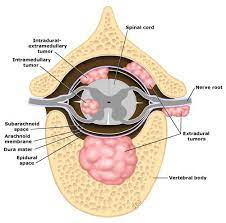 Spinal cord
Intradural-
extramedullary
tumor
Intramedullary
tumor
Nerve root
Subarachnoid
space
Arachnoid
membrane
Dura mater
Epidural
space
Extradural
tumors
Vertebral body